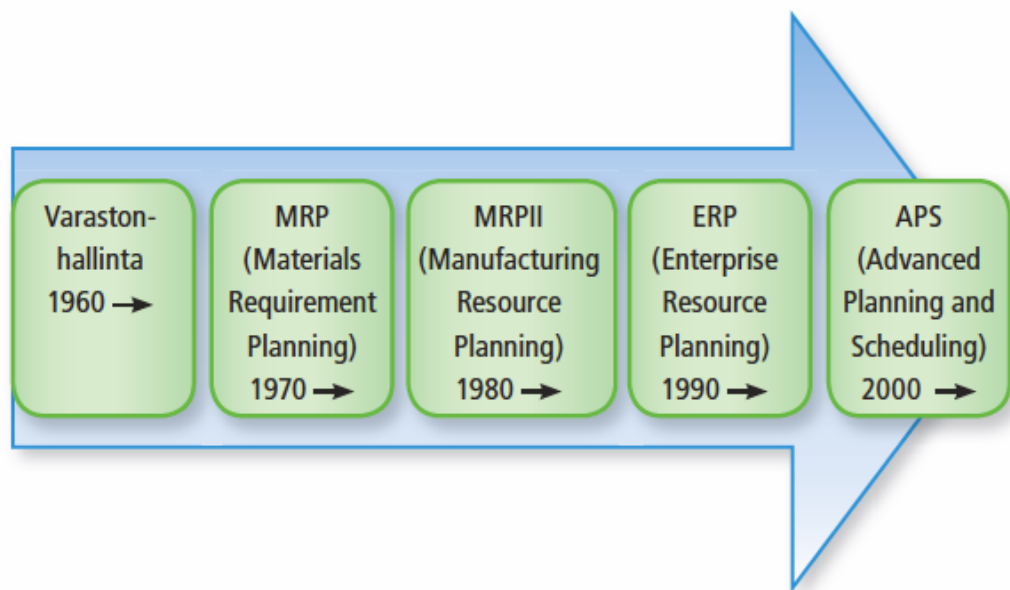 Varaston-
hallinta
1960 →
MRP
(Materials
Requirement
Planning)
1970 →
MRPII
(Manufacturing
Resource
Planning)
1980 →
ERP
(Enterprise
Resource
Planning)
1990 →
APS
(Advanced
Planning and
Scheduling)
2000 →